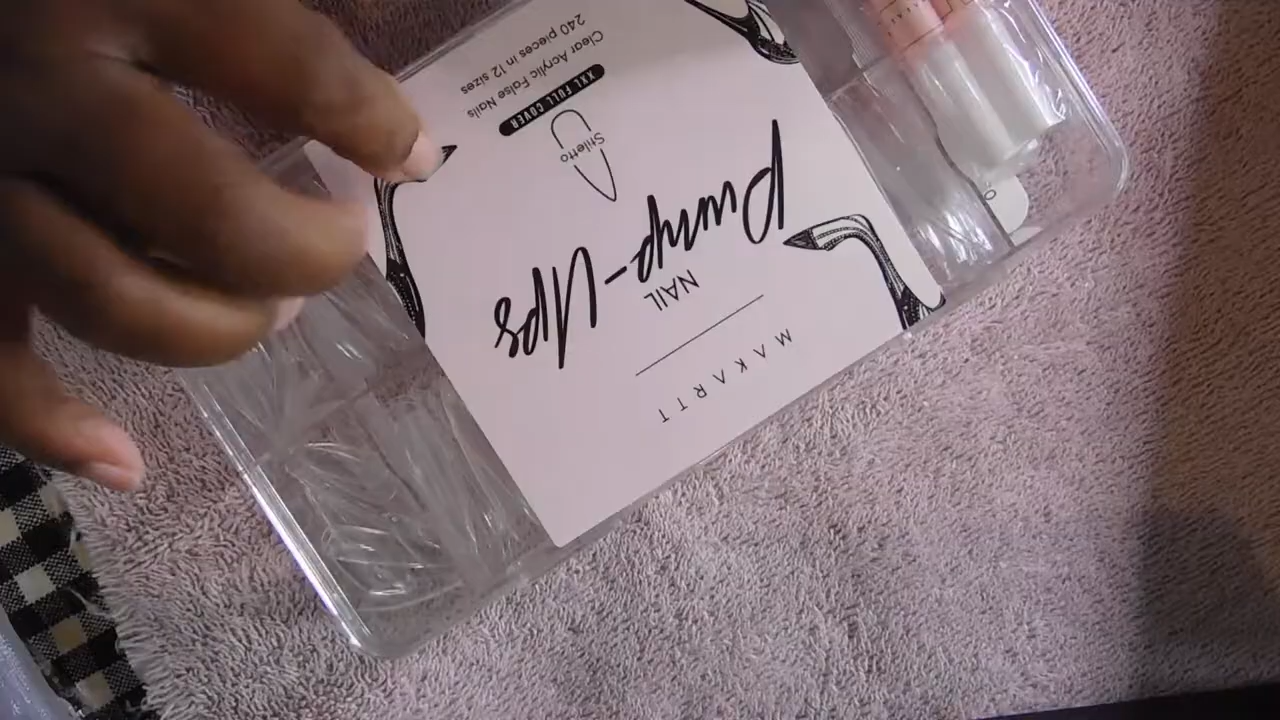 MAKARTT
NAIL
Pump-Ups
Stiletto
XXL FULL COVER
Clear Acrylic False Nails
240 pieces in 12 sizes